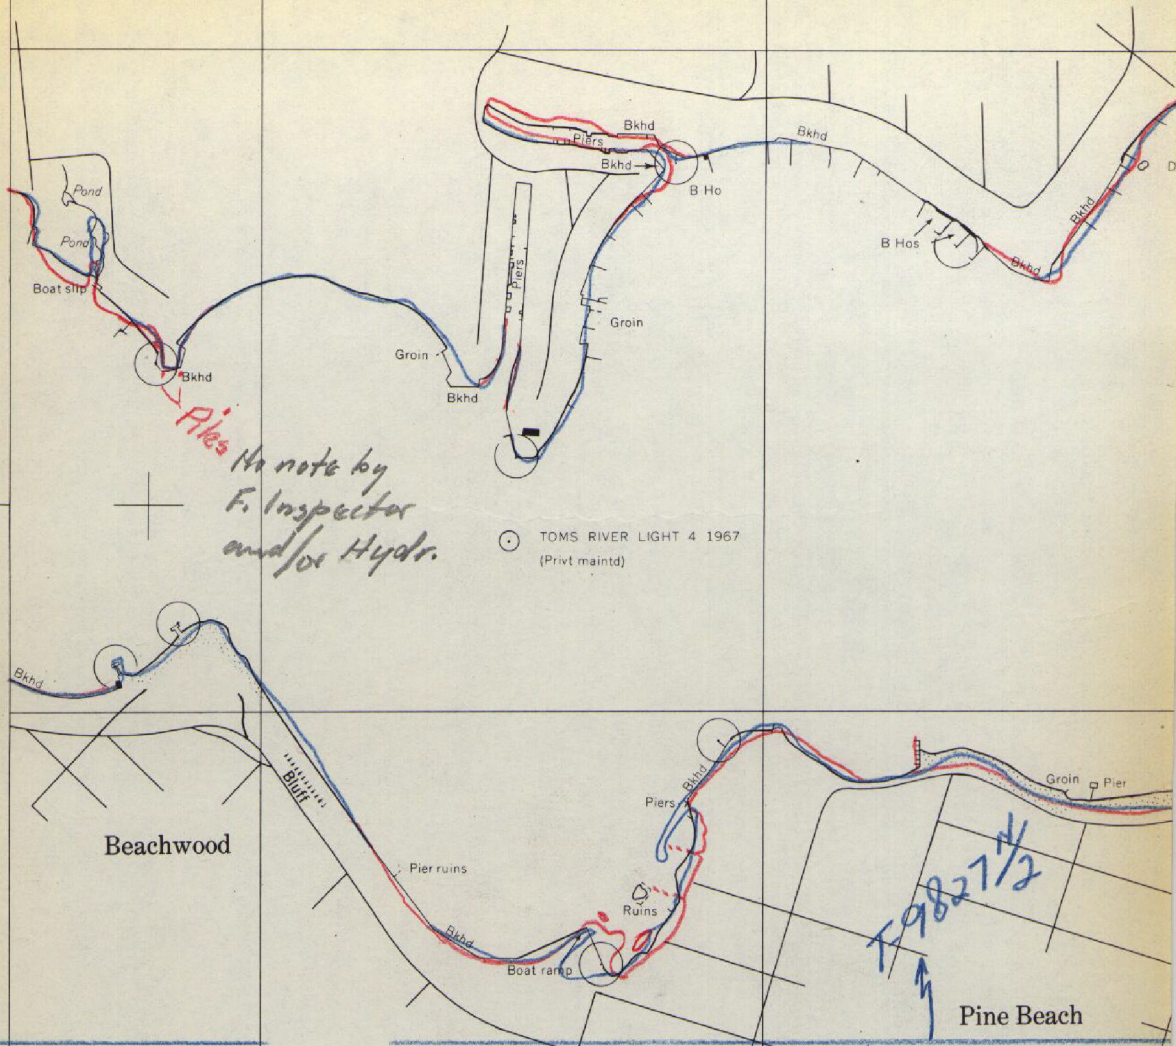 Bkhd
Piers
Bkhd
Bkhd
B Ho
Pond
Pond
B Hos
Bkhd
Bkhd
D
Boat slip
Piers
Groin
Groin
Bkhd
Bkhd
Piles
No note by
F. Inspector
and/or Hydr.
TOMS RIVER LIGHT 4 1967
(Privt maintd)
Bkhd
Bluff
Beachwood
Bkhd
Piers
Groin
Pier
Pier ruins
Ruins
Bkhd
Boat ramp
T-9827 N/2
Pine Beach